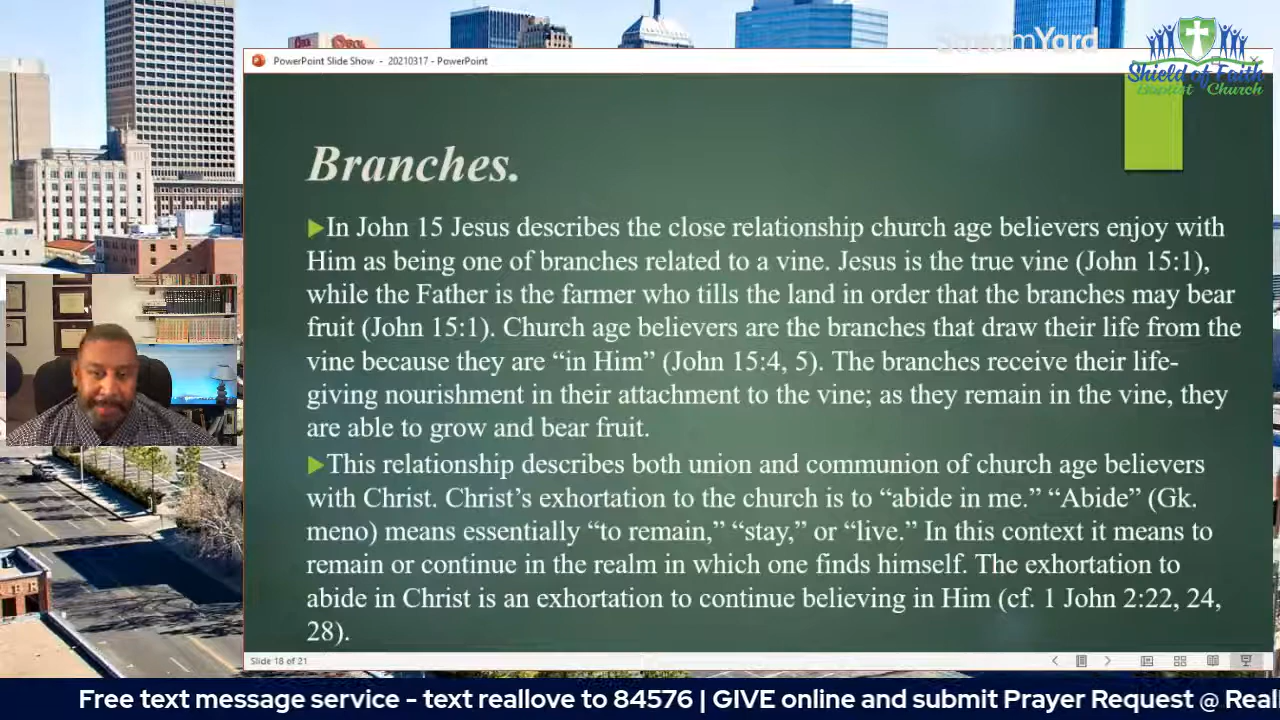 StreamYard
PowerPoint Slide Show - 20210317 - PowerPoint
Shield of Faith
Baptist Church
Branches.
In John 15 Jesus describes the close relationship church age believers enjoy with
Him as being one of branches related to a vine. Jesus is the true vine (John 15:1),
while the Father is the farmer who tills the land in order that the branches may bear
fruit (John 15:1). Church age believers are the branches that draw their life from the
vine because they are “in Him” (John 15:4, 5). The branches receive their life-
giving nourishment in their attachment to the vine; as they remain in the vine, they
are able to grow and bear fruit.
This relationship describes both union and communion of church age believers
with Christ. Christ’s exhortation to the church is to “abide in me.” “Abide” (Gk.
meno) means essentially “to remain,” “stay,” or “live.” In this context it means to
remain or continue in the realm in which one finds himself. The exhortation to
abide in Christ is an exhortation to continue believing in Him (cf. 1 John 2:22, 24,
28).
Slide 18 of 21
Free text message service - text reallove to 84576 | GIVE online and submit Prayer Request @ Real